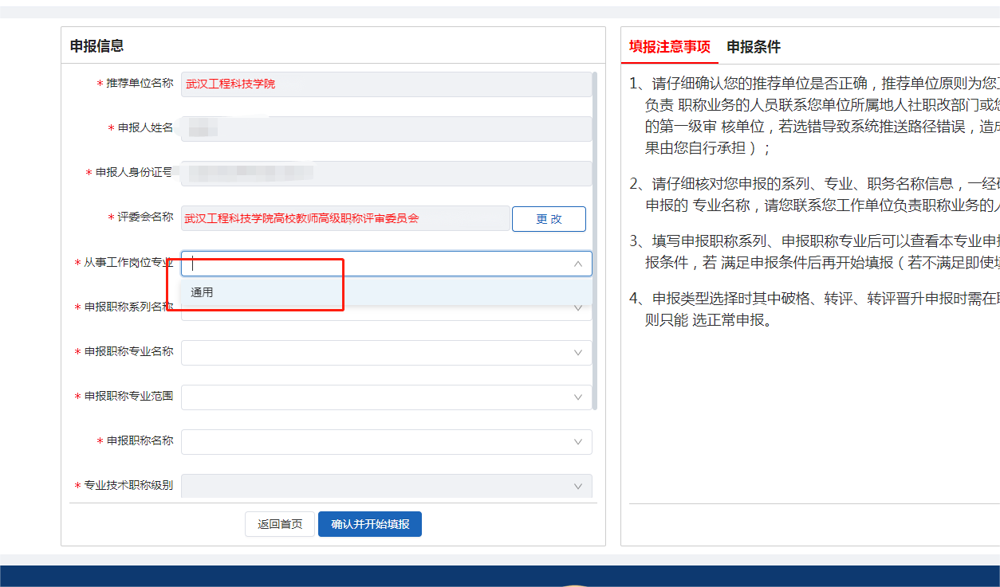 申报信息
* 推荐单位名称 武汉工程科技学院
* 申报人姓名
* 申报人身份证号
* 评委会名称 武汉工程科技学院高校教师高级职称评审委员会 更 改
* 从事工作岗位专业
通用
* 申报职称系列名称
* 申报职称专业名称
* 申报职称专业范围
* 申报职称名称
* 专业技术职称级别
返回首页 确认并开始填报
填报注意事项 申报条件
1、请仔细确认您的推荐单位是否正确，推荐单位原则为您
负责 职称业务的人员联系您单位所属地人社职改部门或
的第一级审 核单位，若选错导致系统推送路径错误，造
果由您自行承担）；
2、请仔细核对您申报的系列、专业、职务名称信息，一经
申报的 专业名称，请您联系您工作单位负责职称业务的
3、填写申报职称系列、申报职称专业后可以查看本专业申
报条件，若 满足申报条件后再开始填报（若不满足即使
4、申报类型选择时其中破格、转评、转评晋升申报时需在
则只能 选正常申报。